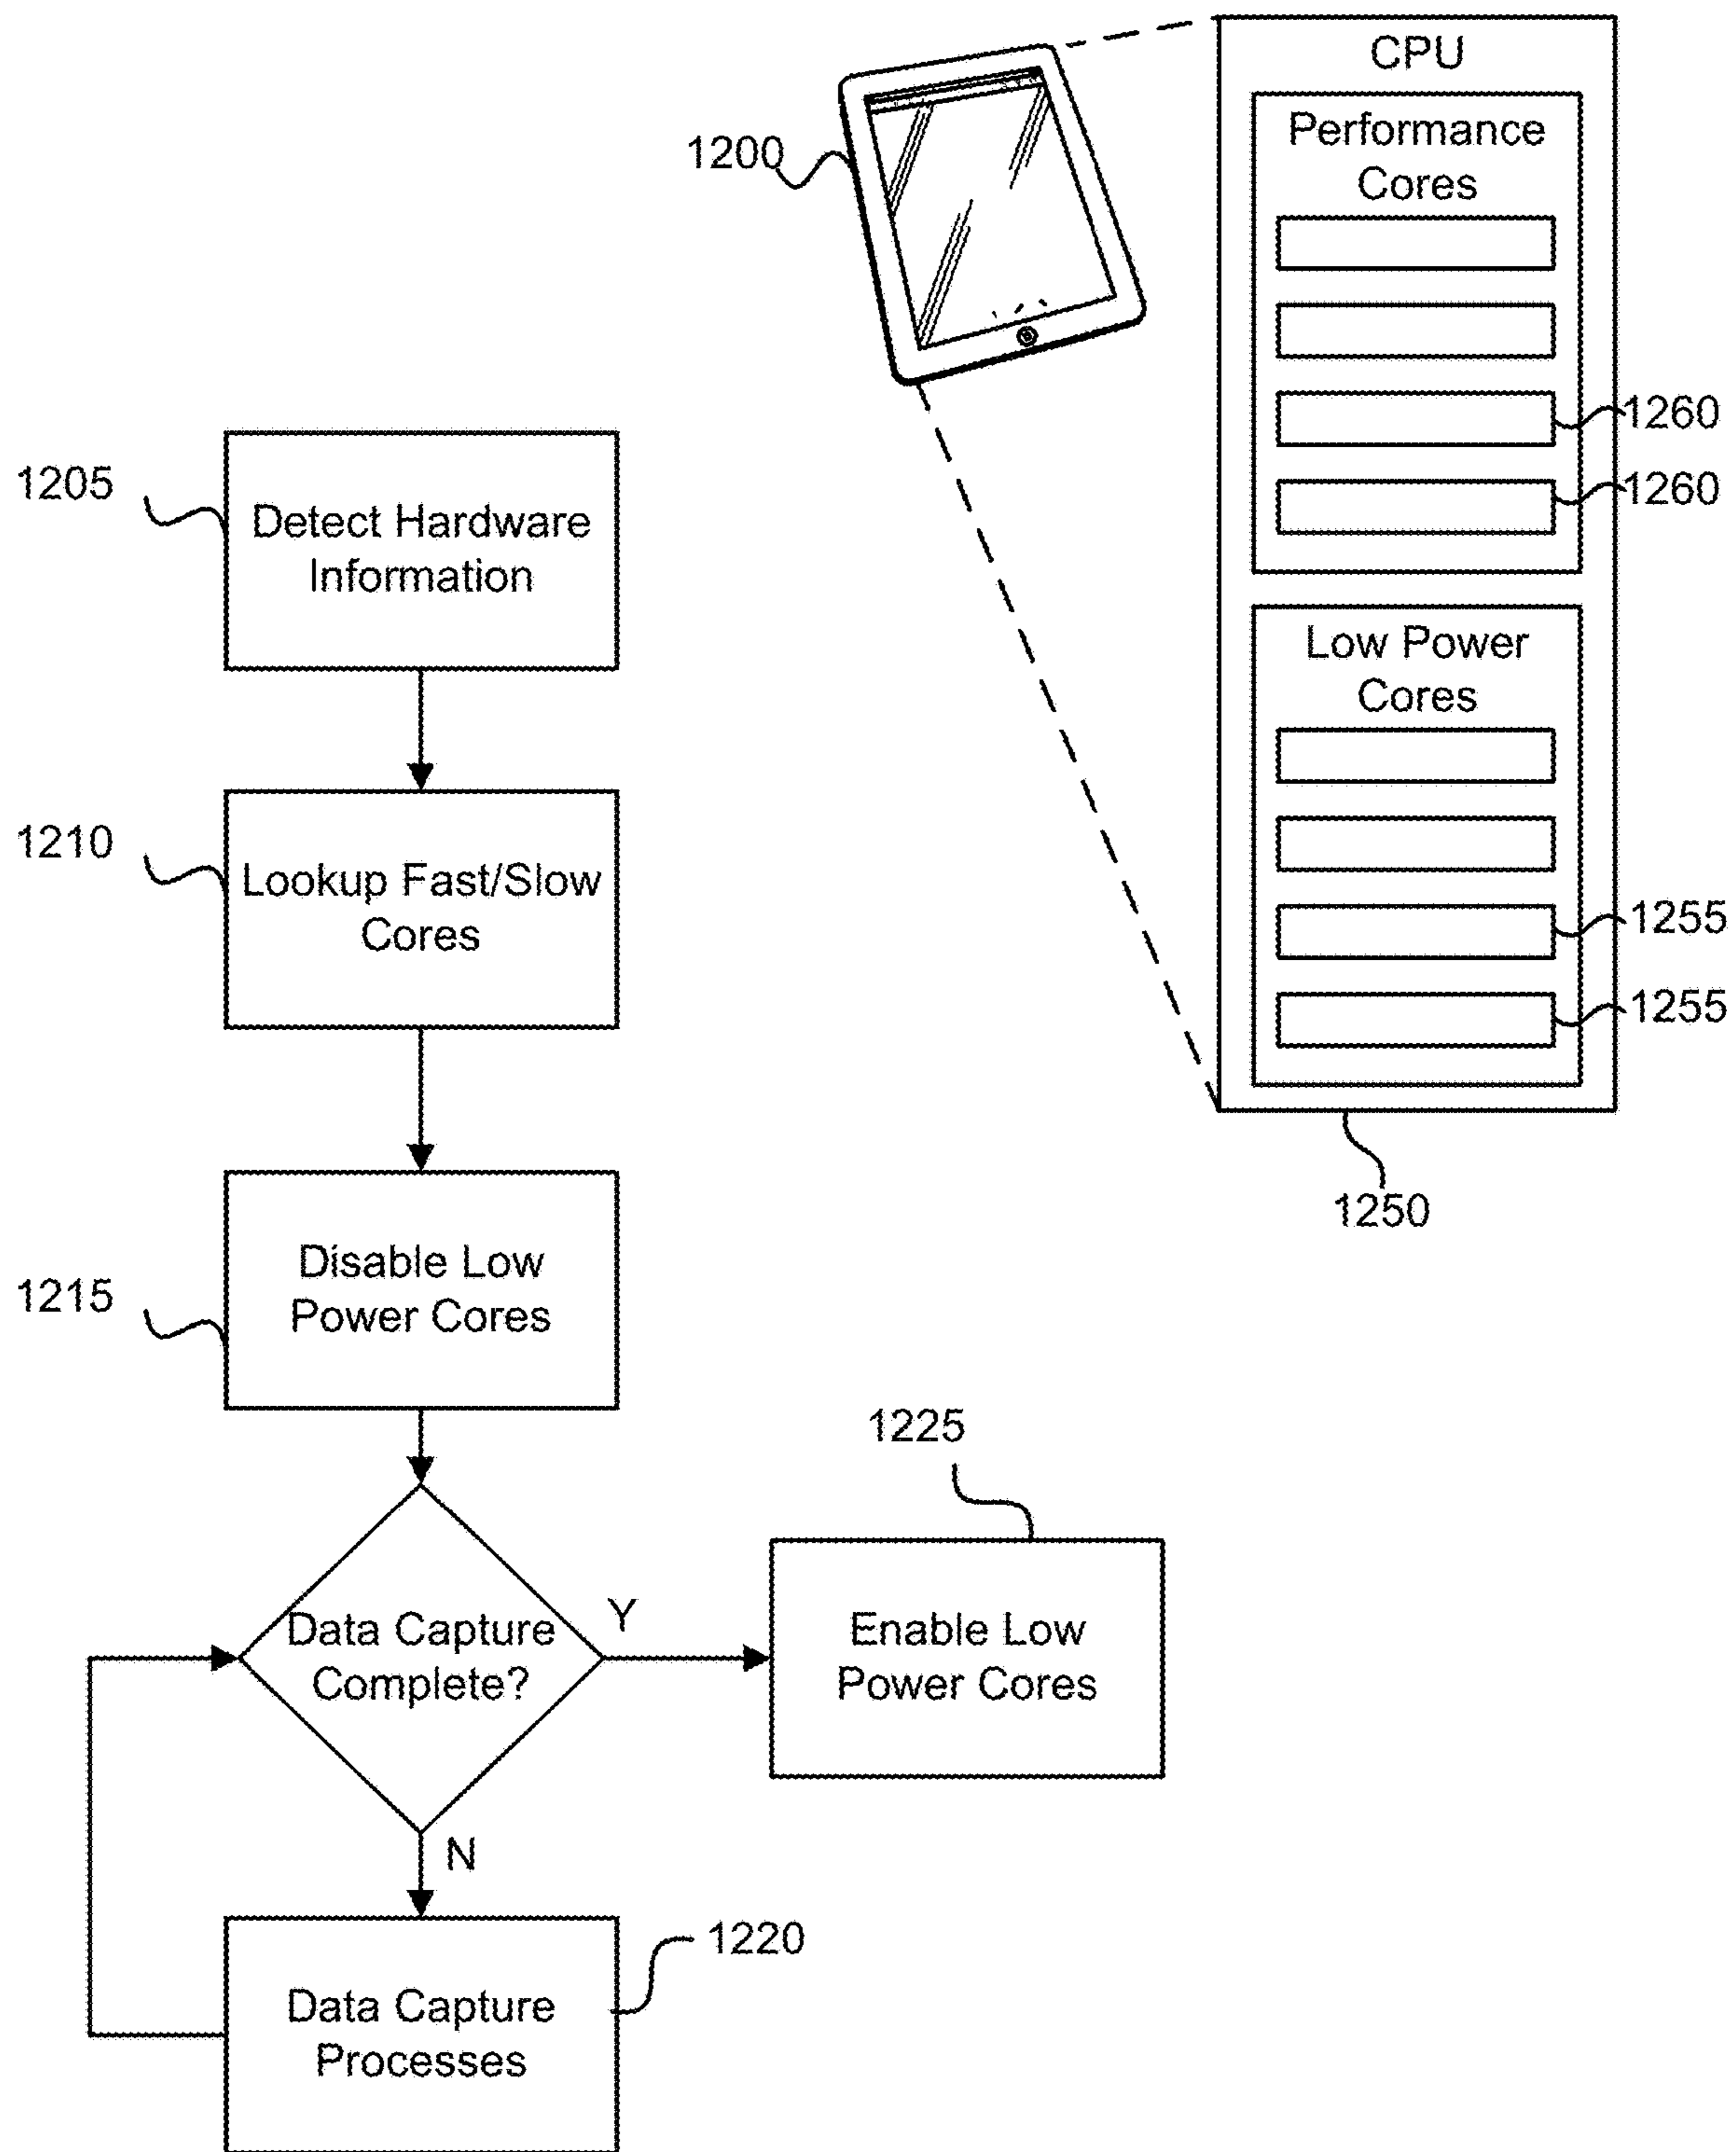 CPU
Performance
Cores
1200
1260
1260
Low Power
Cores
1255
1255
1250
1205
Detect Hardware
Information
1210
Lookup Fast/Slow
Cores
1215
Disable Low
Power Cores
Data Capture
Complete?
Y
N
1225
Enable Low
Power Cores
1220
Data Capture
Processes